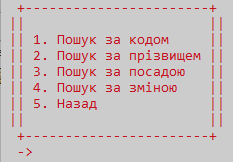 +-----------------------+
||                     ||
|| 1. Пошук за кодом
|| 2. Пошук за прізвищем ||
|| 3. Пошук за посадою ||
|| 4. Пошук за зміною ||
|| 5. Назад ||
||                     ||
+-----------------------+
->